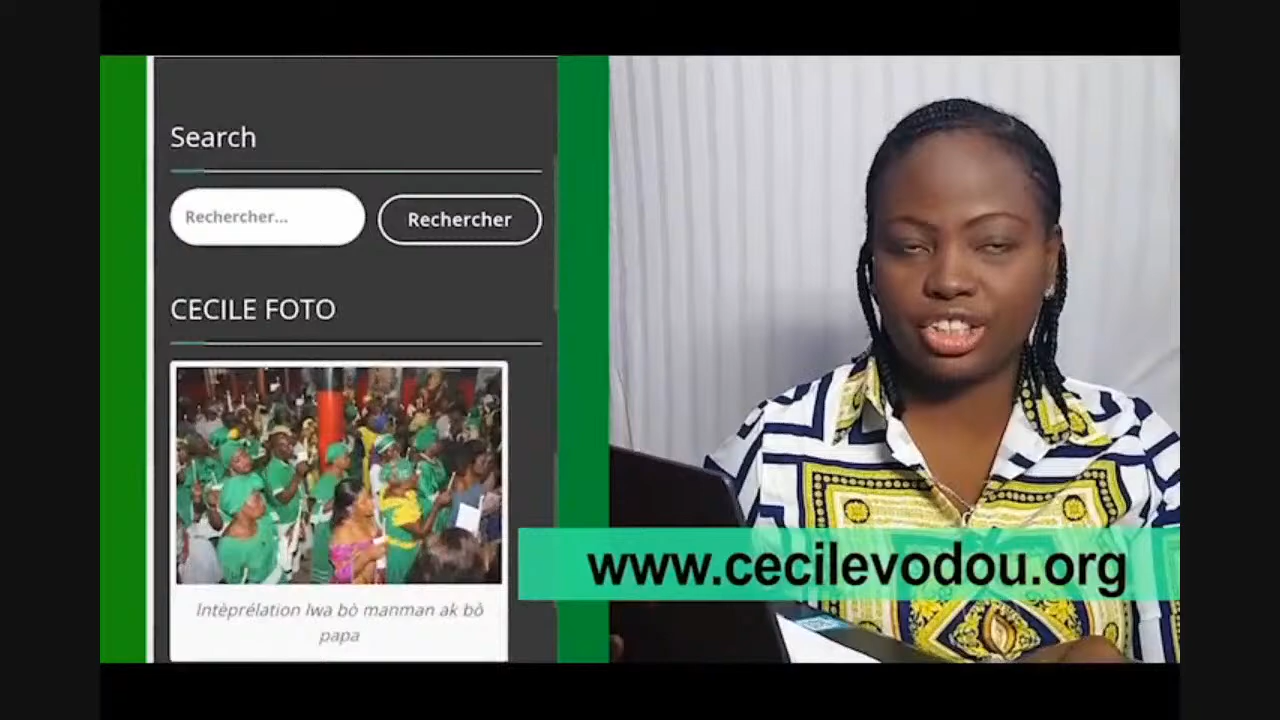 Search
Rechercher...
Rechercher
CECILE FOTO
Intèprélation lwa bò manman ak bò
papa
www.cecilevodou.org